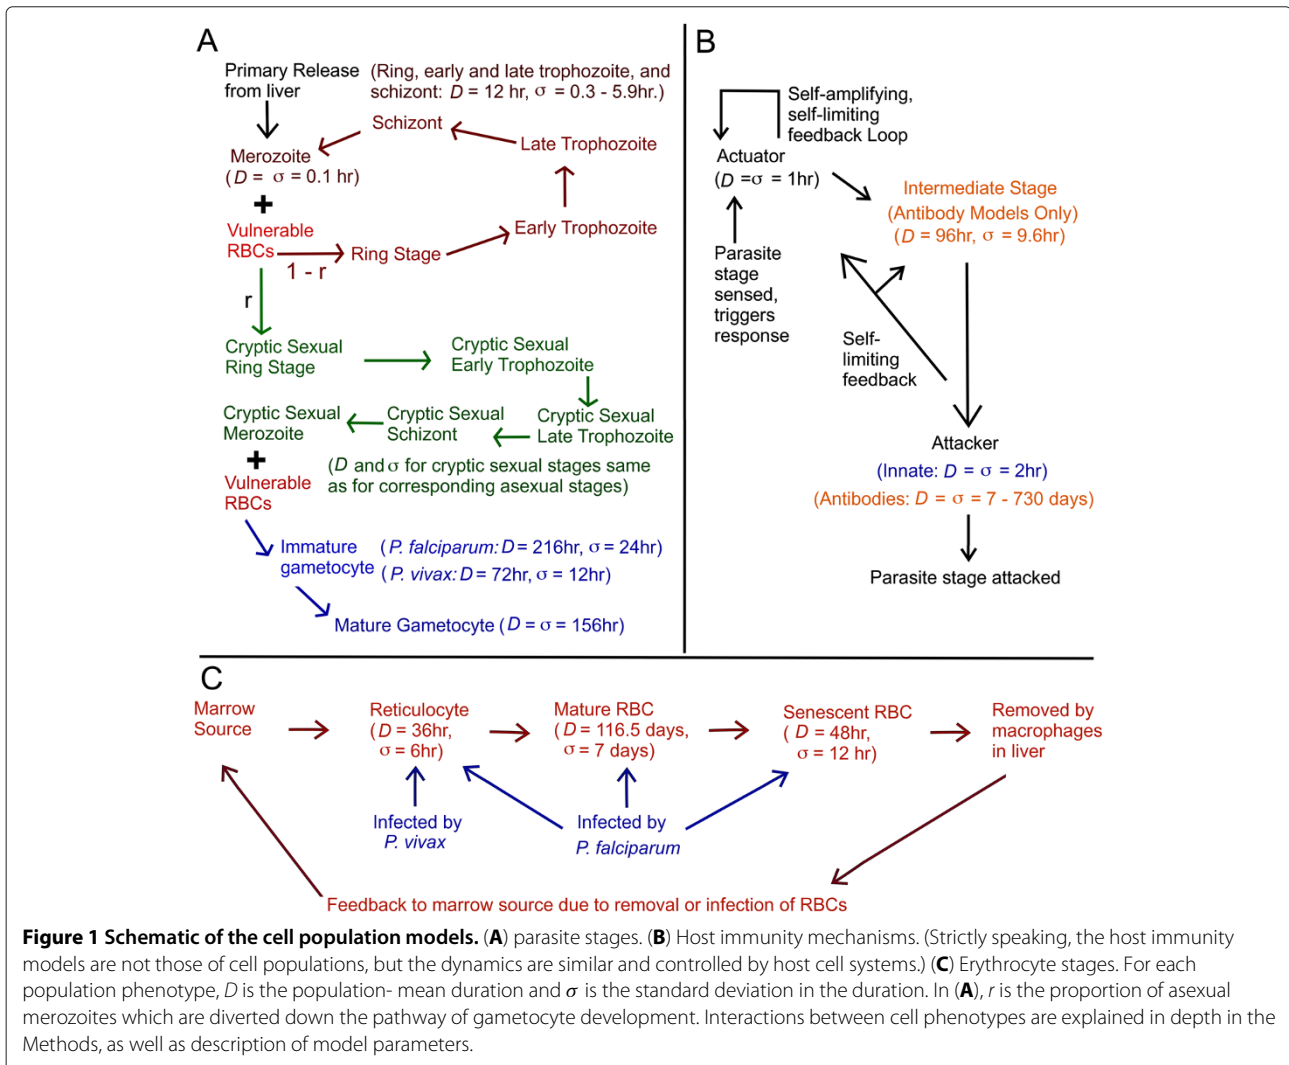 A
Primary Release
from liver
(Ring, early and late trophozoite, and
schizont: D = 12 hr, σ = 0.3 - 5.9hr.)
Schizont
Late Trophozoite
Merozoite
(D = σ = 0.1 hr)
+
Vulnerable
RBCs
1 - r
Ring Stage
Early Trophozoite
r
Cryptic Sexual
Ring Stage
Cryptic Sexual
Early Trophozoite
Cryptic Sexual
Merozoite
Cryptic Sexual
Schizont
Cryptic Sexual
Late Trophozoite
+
Vulnerable
RBCs
(D and σ for cryptic sexual stages same
as for corresponding asexual stages)
Immature
gametocyte
(P. falciparum: D = 216hr, σ = 24hr)
(P. vivax: D = 72hr, σ = 12hr)
Mature Gametocyte (D = σ = 156hr)
B
Self-amplifying,
self-limiting
feedback Loop
Actuator
(D =σ = 1hr)
Intermediate Stage
(Antibody Models Only)
(D = 96hr, σ = 9.6hr)
Parasite
stage
sensed,
triggers
response
Self-
limiting
feedback
Attacker
(Innate: D = σ = 2hr)
(Antibodies: D = σ = 7 - 730 days)
Parasite stage attacked
C
Marrow
Source
Reticulocyte
(D = 36hr,
σ = 6hr)
Mature RBC
(D = 116.5 days,
σ = 7 days)
Senescent RBC
( D = 48hr,
σ = 12 hr)
Removed by
macrophages
in liver
Infected by
P. vivax
Infected by
P. falciparum
Feedback to marrow source due to removal or infection of RBCs
Figure 1 Schematic of the cell population models. (A) parasite stages. (B) Host immunity mechanisms. (Strictly speaking, the host immunity
models are not those of cell populations, but the dynamics are similar and controlled by host cell systems.) (C) Erythrocyte stages. For each
population phenotype, D is the population- mean duration and σ is the standard deviation in the duration. In (A), r is the proportion of asexual
merozoites which are diverted down the pathway of gametocyte development. Interactions between cell phenotypes are explained in depth in the
Methods, as well as description of model parameters.